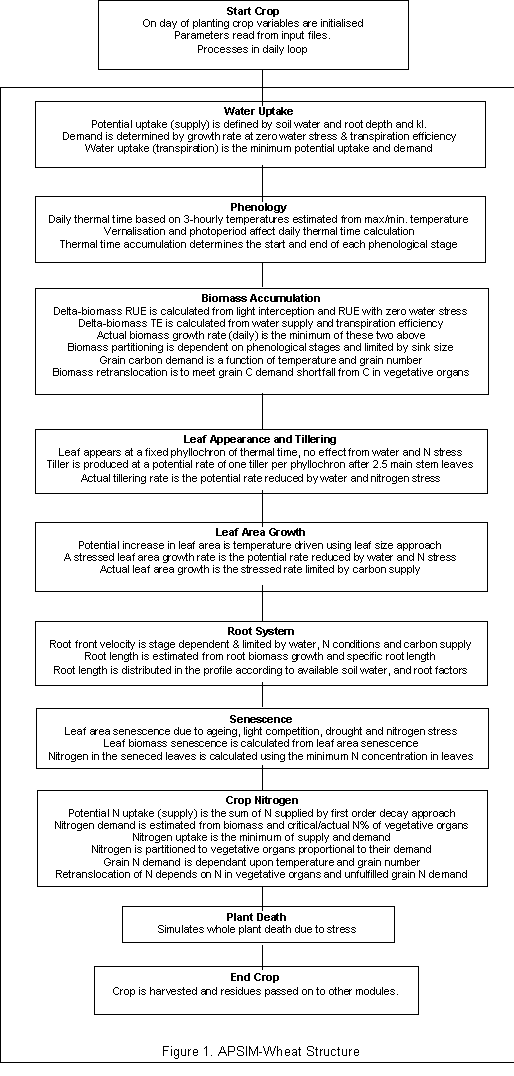 Start Crop
On day of planting crop variables are initialised
Parameters read from input files.
Processes in daily loop
Water Uptake
Potential uptake (supply) is defined by soil water and root depth and kl.
Demand is determined by growth rate at zero water stress & transpiration efficiency
Water uptake (transpiration) is the minimum potential uptake and demand
Phenology
Daily thermal time based on 3-hourly temperatures estimated from max/min. temperature
Vernalisation and photoperiod affect daily thermal time calculation
Thermal time accumulation determines the start and end of each phenological stage
Biomass Accumulation
Delta-biomass RUE is calculated from light interception and RUE with zero water stress
Delta-biomass TE is calculated from water supply and transpiration efficiency
Actual biomass growth rate (daily) is the minimum of these two above
Biomass partitioning is dependent on phenological stages and limited by sink size
Grain carbon demand is a function of temperature and grain number
Biomass retranslocation is to meet grain C demand shortfall from C in vegetative organs
Leaf Appearance and Tillering
Leaf appears at a fixed phyllochron of thermal time, no effect from water and N stress
Tiller is produced at a potential rate of one tiller per phyllochron after 2.5 main stem leaves
Actual tillering rate is the potential rate reduced by water and nitrogen stress
Leaf Area Growth
Potential increase in leaf area is temperature driven using leaf size approach
A stressed leaf area growth rate is the potential rate reduced by water and N stress
Actual leaf area growth is the stressed rate limited by carbon supply
Root System
Root front velocity is stage dependent & limited by water, N conditions and carbon supply
Root length is estimated from root biomass growth and specific root length
Root length is distributed in the profile according to available soil water, and root factors
Senescence
Leaf area senescence due to ageing, light competition, drought and nitrogen stress
Leaf biomass senescence is calculated from leaf area senescence
Nitrogen in the seneced leaves is calculated using the minimum N concentration in leaves
Crop Nitrogen
Potential N uptake (supply) is the sum of N supplied by first order decay approach
Nitrogen demand is estimated from biomass and critical/actual N% of vegetative organs
Nitrogen uptake is the minimum of supply and demand
Nitrogen is partitioned to vegetative organs proportional to their demand
Grain N demand is dependant upon temperature and grain number
Retranslocation of N depends on N in vegetative organs and unfulfilled grain N demand
Plant Death
Simulates whole plant death due to stress
End Crop
Crop is harvested and residues passed on to other modules.
Figure 1. APSIM-Wheat Structure